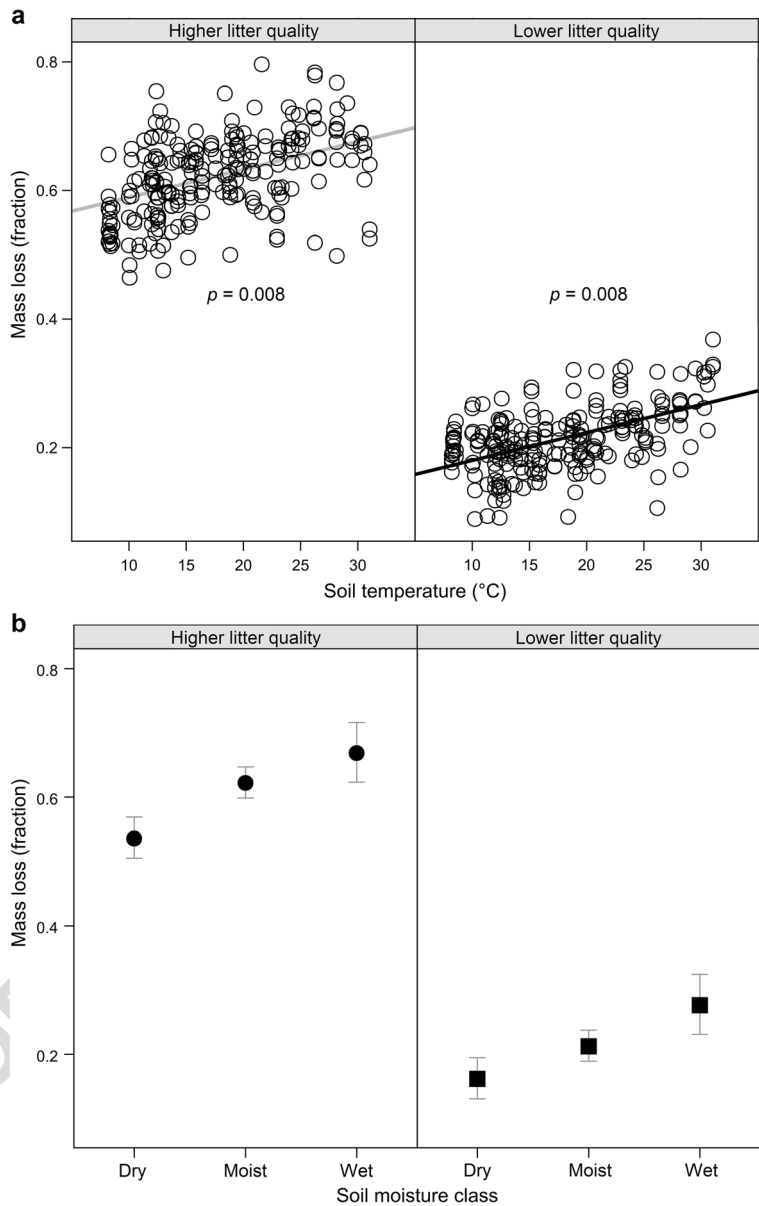 a
Higher litter quality
Lower litter quality
0.8
0.6
0.4
0.2
Mass loss (fraction)
p = 0.008
p = 0.008
10 15 20 25 30
10 15 20 25 30
Soil temperature (°C)
b
Higher litter quality
Lower litter quality
0.8
0.6
0.4
0.2
Mass loss (fraction)
Dry Moist Wet
Dry Moist Wet
Soil moisture class